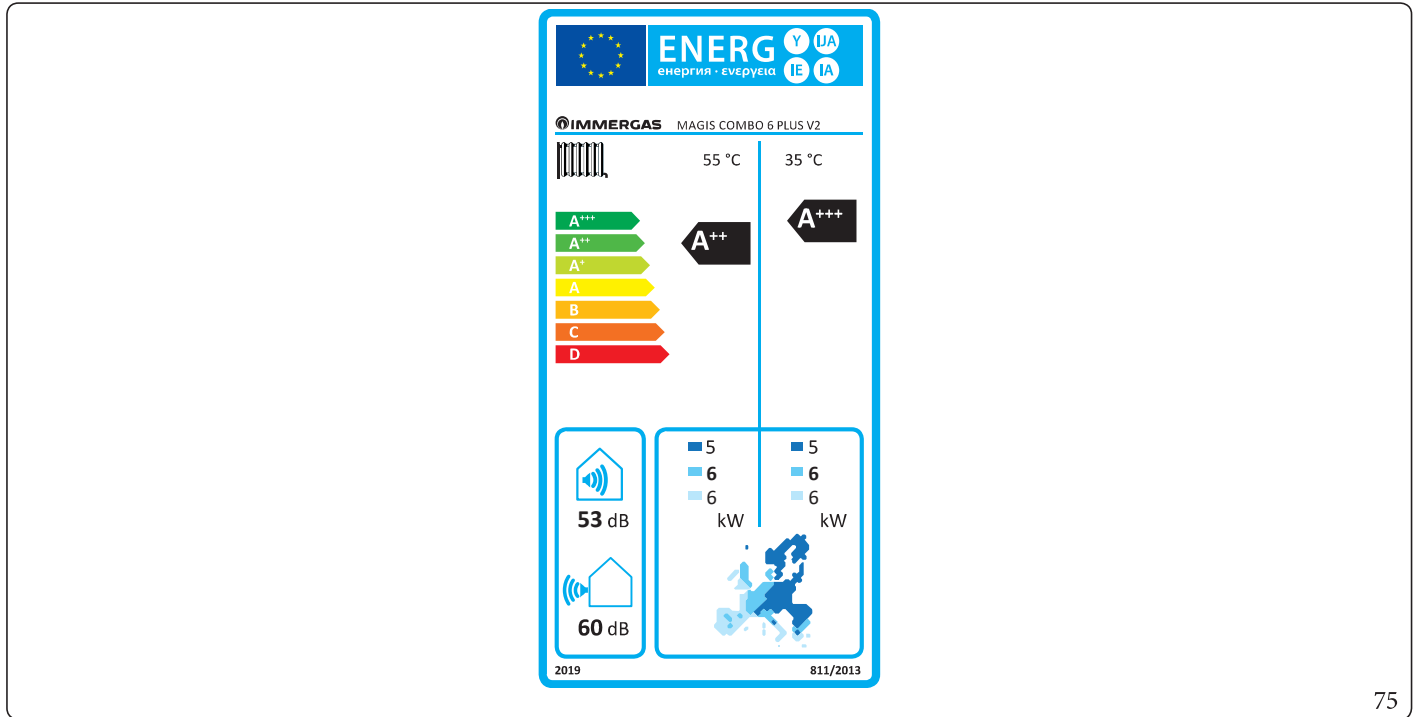 ENERG Y IJA
енергия · ενεργεια IE IA
IMMERGAS MAGIS COMBO 6 PLUS V2
55 °C 35 °C
A+++
A++
A+
A
B
C
D
A++
A+++
53 dB
60 dB
5 5
6 6
6 6
kW kW
2019 811/2013
75